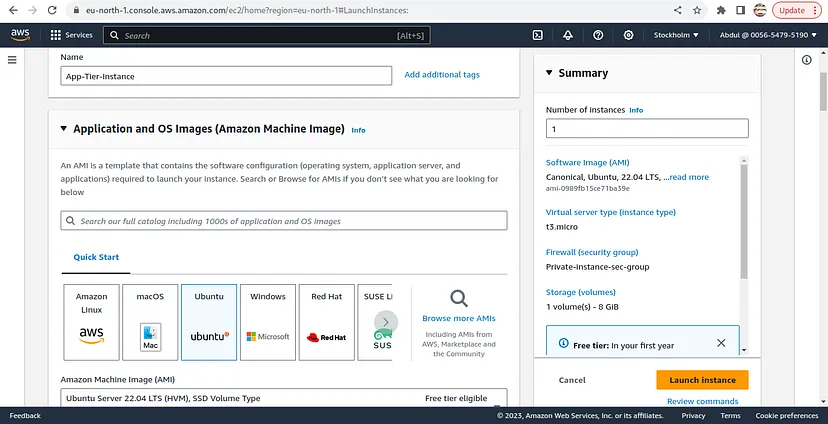 eu-north-1.console.aws.amazon.com/ec2/home?region=eu-north-1#LaunchInstances:
Update
aws
Services
Search
[Alt+S]
Stockholm
Abdul @ 0056-5479-5190
Name
App-Tier-Instance
Add additional tags
Application and OS Images (Amazon Machine Image) Info
An AMI is a template that contains the software configuration (operating system, application server, and
applications) required to launch your instance. Search or Browse for AMIs if you don't see what you are looking for
below
Search our full catalog including 1000s of application and OS images
Quick Start
Amazon
Linux
aws
macOS
Mac
Ubuntu
ubuntu
Windows
Microsoft
Red Hat
Red Hat
SUSE Li
SUS
Browse more AMIs
Including AMIs from
AWS, Marketplace and
the Community
Amazon Machine Image (AMI)
Ubuntu Server 22.04 LTS (HVM), SSD Volume Type
Free tier eligible
Summary
Number of instances Info
1
Software Image (AMI)
Canonical, Ubuntu, 22.04 LTS, ...read more
ami-0989fb15ce71ba39e
Virtual server type (instance type)
t3.micro
Firewall (security group)
Private-instance-sec-group
Storage (volumes)
1 volume(s) - 8 GiB
Free tier: In your first year
Cancel
Launch instance
Review commands
Feedback
© 2023, Amazon Web Services, Inc. or its affiliates.
Privacy
Terms
Cookie preferences